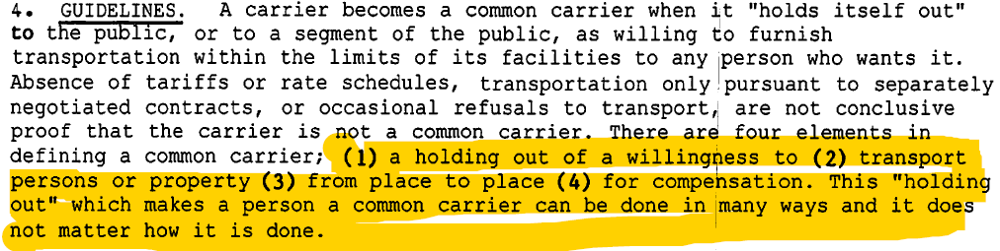 4. GUIDELINES. A carrier becomes a common carrier when it "holds itself out"
to the public, or to a segment of the public, as willing to furnish
transportation within the limits of its facilities to any person who wants it.
Absence of tariffs or rate schedules, transportation only pursuant to separately
negotiated contracts, or occasional refusals to transport, are not conclusive
proof that the carrier is not a common carrier. There are four elements in
defining a common carrier; (1) a holding out of a willingness to (2) transport
persons or property (3) from place to place (4) for compensation. This "holding
out" which makes a person a common carrier can be done in many ways and it does
not matter how it is done.